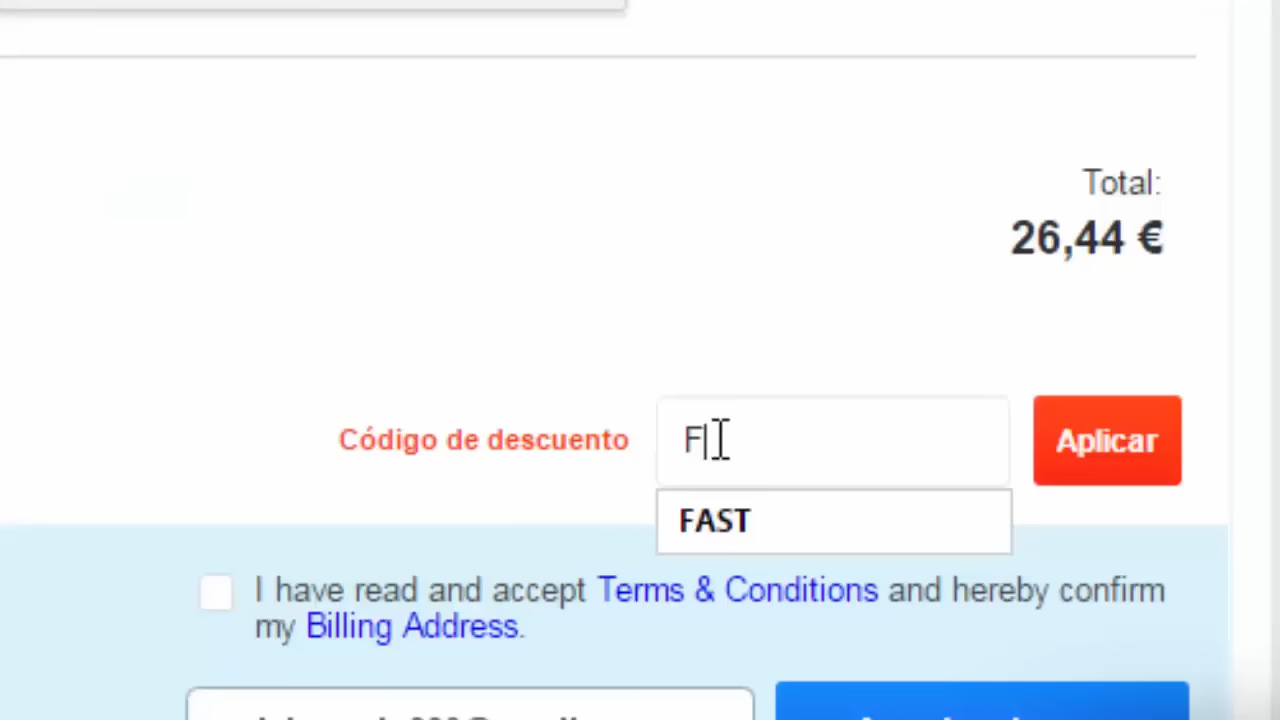 Total:
26,44 €
Código de descuento
F
Aplicar
FAST
I have read and accept Terms & Conditions and hereby confirm
my Billing Address.